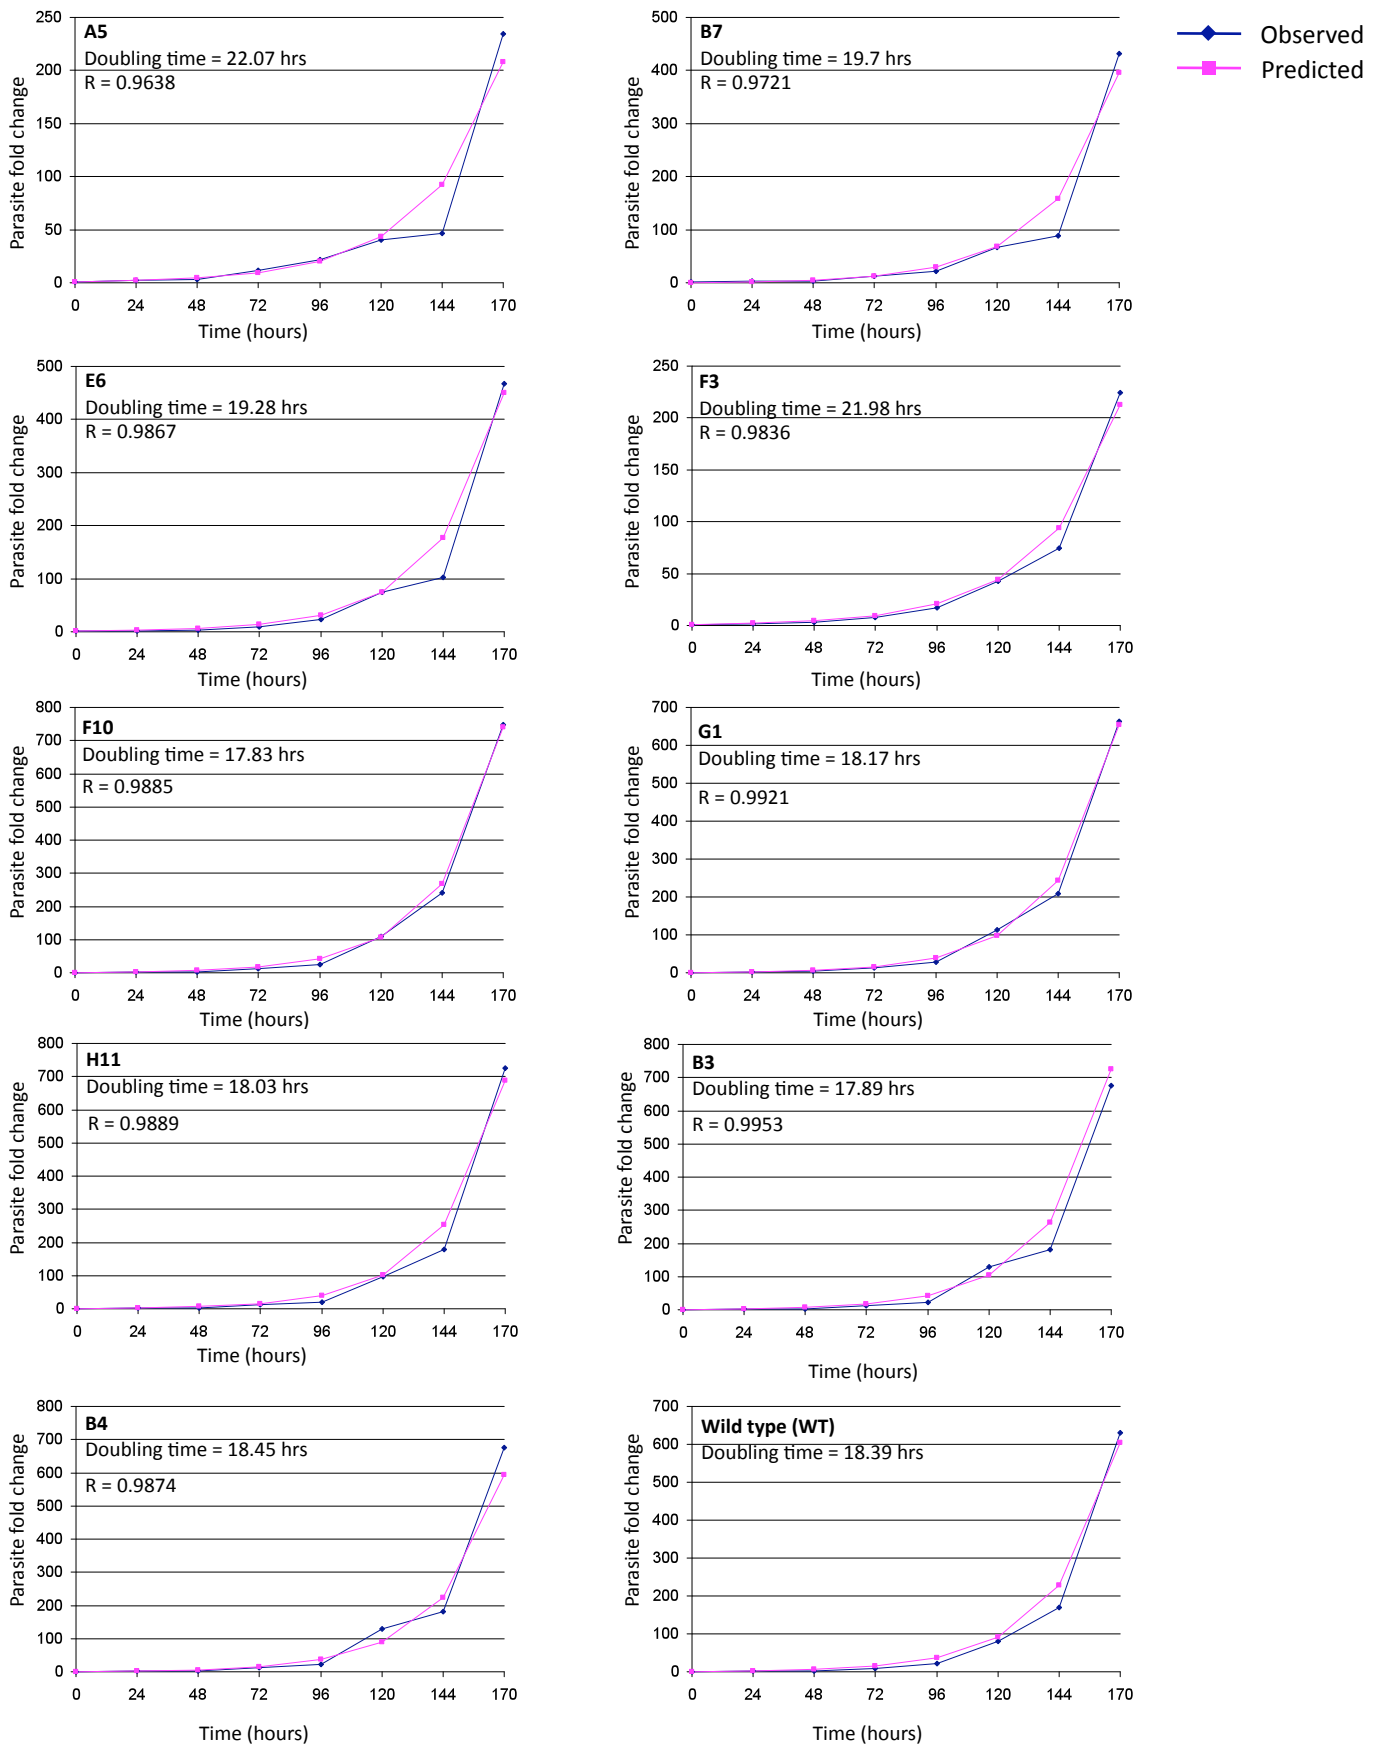 A5
Doubling time = 22.07 hrs
R = 0.9638
Parasite fold change
250
200
150
100
50
0
0 24 48 72 96 120 144 170
Time (hours)
B7
Doubling time = 19.7 hrs
R = 0.9721
Parasite fold change
500
400
300
200
100
0
0 24 48 72 96 120 144 170
Time (hours)
Observed
Predicted
E6
Doubling time = 19.28 hrs
R = 0.9867
Parasite fold change
500
400
300
200
100
0
0 24 48 72 96 120 144 170
Time (hours)
F3
Doubling time = 21.98 hrs
R = 0.9836
Parasite fold change
250
200
150
100
50
0
0 24 48 72 96 120 144 170
Time (hours)
F10
Doubling time = 17.83 hrs
R = 0.9885
Parasite fold change
800
700
600
500
400
300
200
100
0
0 24 48 72 96 120 144 170
Time (hours)
G1
Doubling time = 18.17 hrs
R = 0.9921
Parasite fold change
700
600
500
400
300
200
100
0
0 24 48 72 96 120 144 170
Time (hours)
H11
Doubling time = 18.03 hrs
R = 0.9889
Parasite fold change
800
700
600
500
400
300
200
100
0
0 24 48 72 96 120 144 170
Time (hours)
B3
Doubling time = 17.89 hrs
R = 0.9953
Parasite fold change
800
700
600
500
400
300
200
100
0
0 24 48 72 96 120 144 170
Time (hours)
B4
Doubling time = 18.45 hrs
R = 0.9874
Parasite fold change
800
700
600
500
400
300
200
100
0
0 24 48 72 96 120 144 170
Time (hours)
Wild type (WT)
Doubling time = 18.39 hrs
Parasite fold change
700
600
500
400
300
200
100
0
0 24 48 72 96 120 144 170
Time (hours)